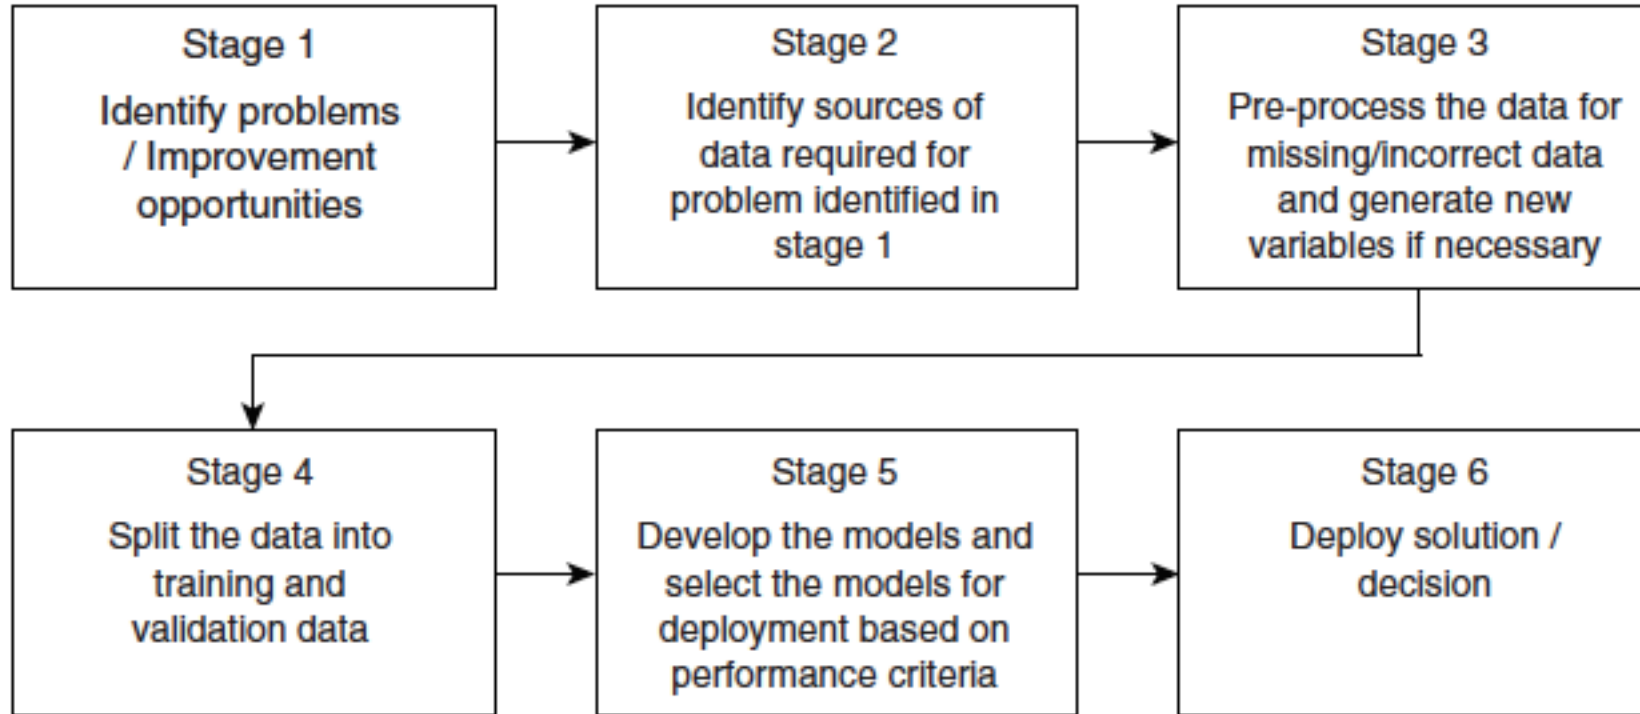 Stage 1
Identify problems
/ Improvement
opportunities
Stage 2
Identify sources of
data required for
problem identified in
stage 1
Stage 3
Pre-process the data for
missing/incorrect data
and generate new
variables if necessary
Stage 4
Split the data into
training and
validation data
Stage 5
Develop the models and
select the models for
deployment based on
performance criteria
Stage 6
Deploy solution /
decision